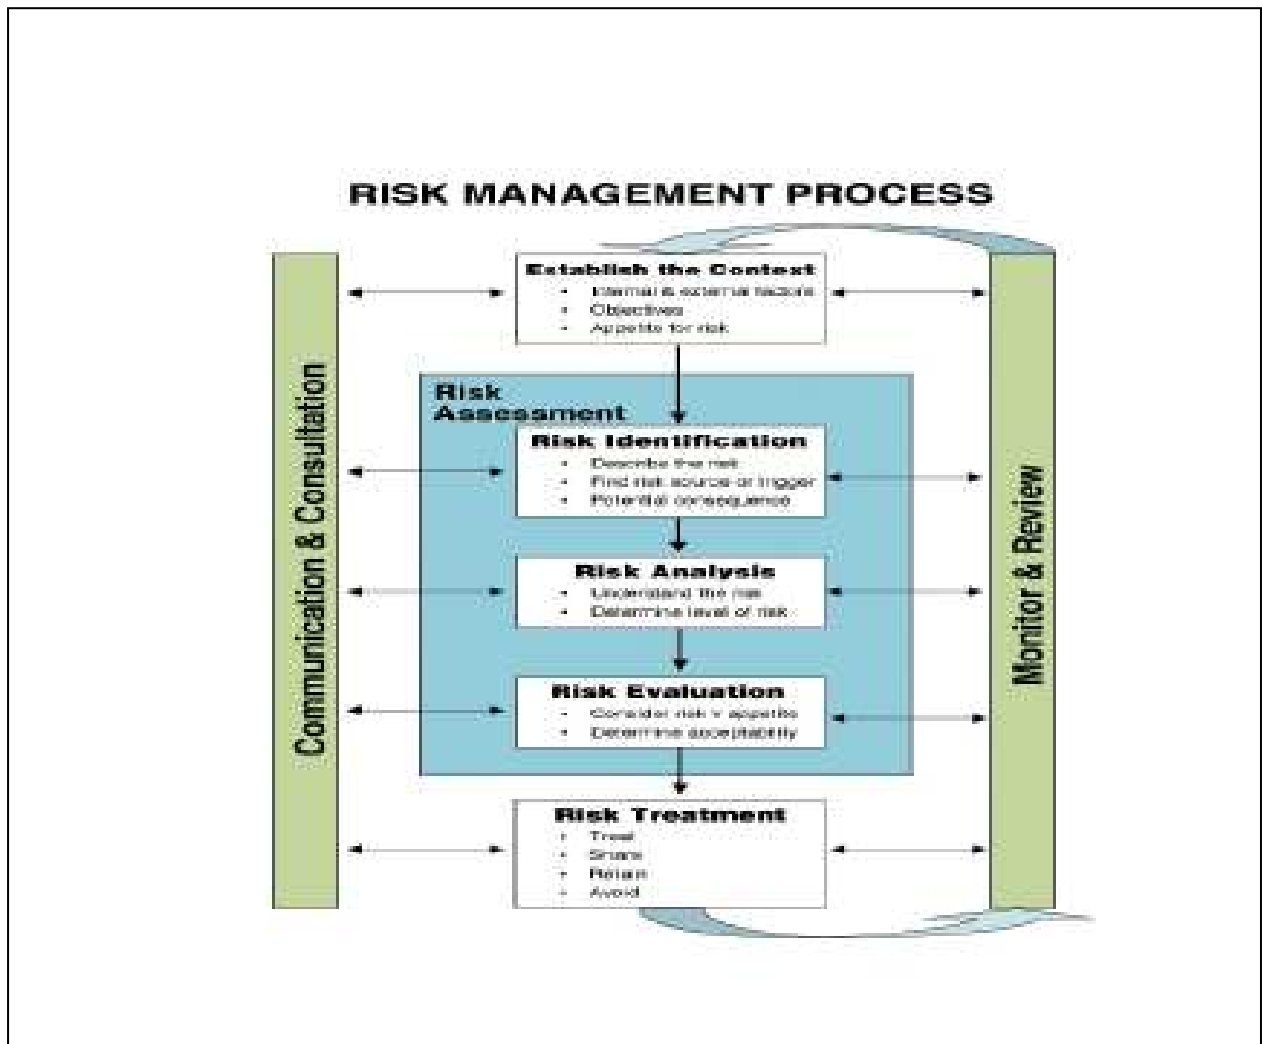 RISK MANAGEMENT PROCESS
Communication & Consultation
Establish the Context
• Internal & external factors
• Objectives
• Appetite for risk
Risk
Assessment
Risk Identification
• Describe the risk
• Find risk source or trigger
• Potential consequence
Risk Analysis
• Understand the risk
• Determine level of risk
Risk Evaluation
• Consider risk v appetite
• Determine acceptability
Risk Treatment
• Treat
• Share
• Retain
• Avoid
Monitor & Review